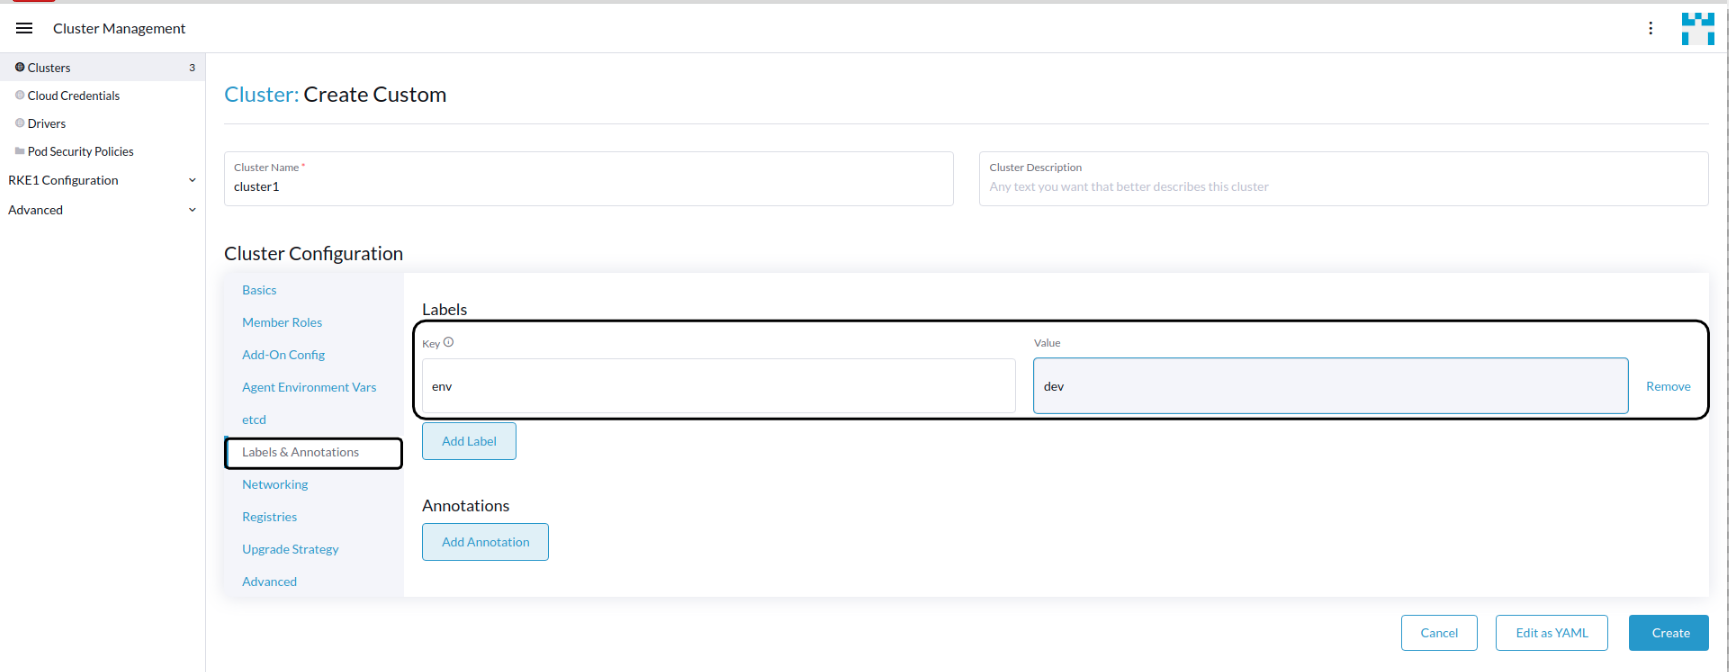 Cluster Management
Clusters 3
Cloud Credentials
Drivers
Pod Security Policies
RKE1 Configuration
Advanced
Cluster: Create Custom
Cluster Name *
cluster1
Cluster Description
Any text you want that better describes this cluster
Cluster Configuration
Basics
Member Roles
Add-On Config
Agent Environment Vars
etcd
Labels & Annotations
Networking
Registries
Upgrade Strategy
Advanced
Labels
Key Value
env dev Remove
Add Label
Annotations
Add Annotation
Cancel Edit as YAML Create